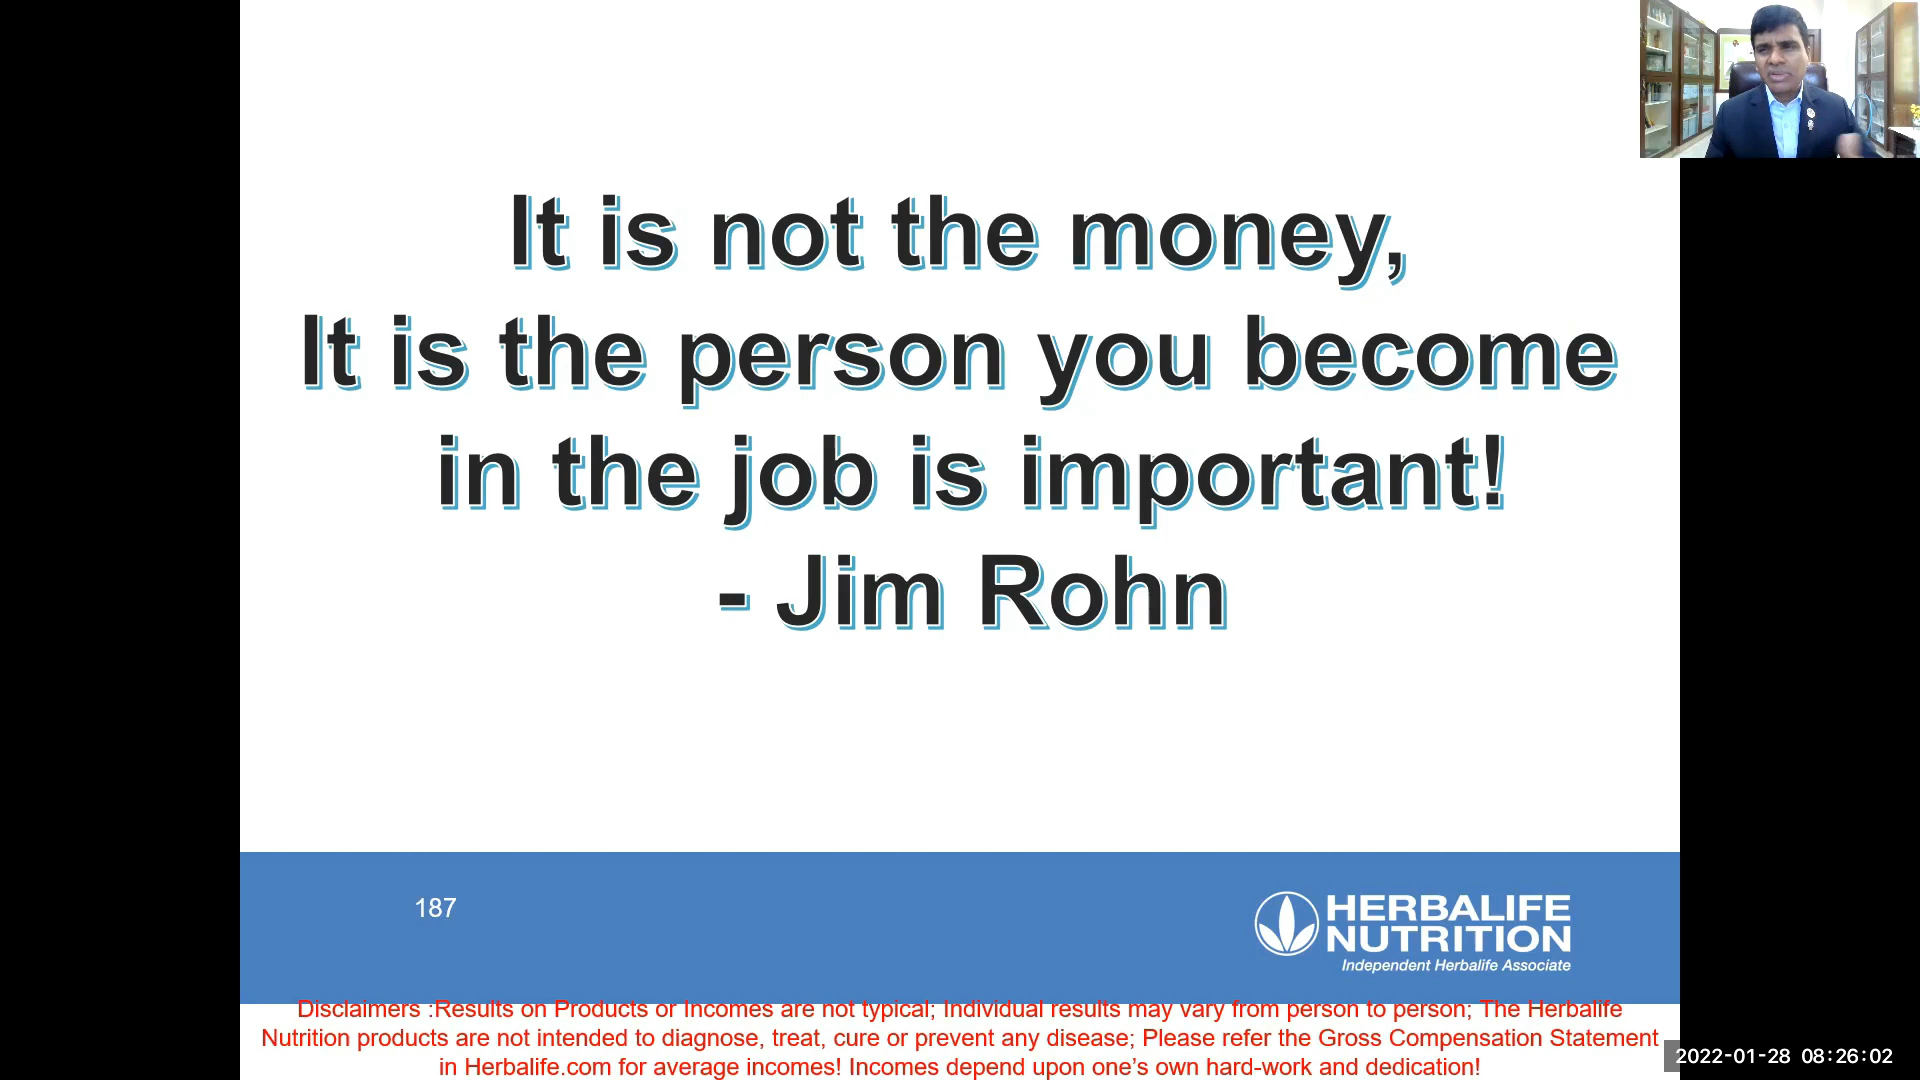 It is not the money,
It is the person you become
in the job is important!
- Jim Rohn
187
HERBALIFE
NUTRITION
Independent Herbalife Associate
Disclaimers :Results on Products or Incomes are not typical; Individual results may vary from person to person; The Herbalife
Nutrition products are not intended to diagnose, treat, cure or prevent any disease; Please refer the Gross Compensation Statement
in Herbalife.com for average incomes! Incomes depend upon one’s own hard-work and dedication!
2022-01-28 08:26:02